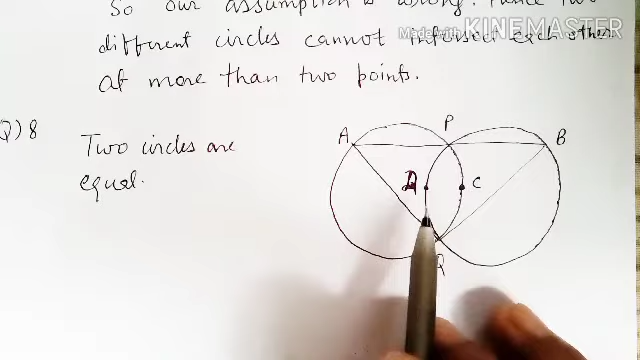 So our assumption is wrong. Hence two
Made with KINEMASTER
different circles cannot intersect each other
at more than two points.
Q) 8
Two circles are
equal.
A P B
D C
Q